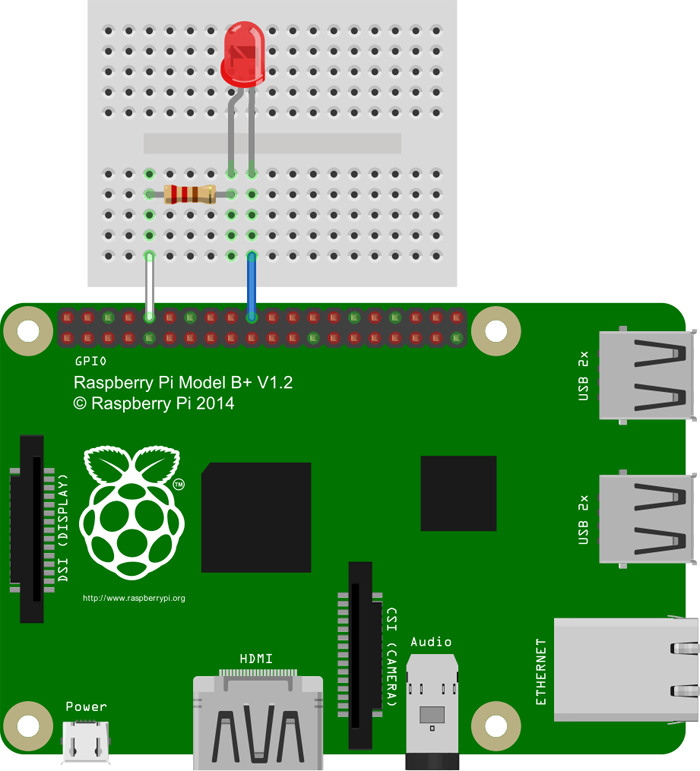 GPIO
Raspberry Pi Model B+ V1.2
© Raspberry Pi 2014
USB 2x
DSI (DISPLAY)
TM
USB 2x
http://www.raspberrypi.org
CSI (CAMERA)
Audio
ETHERNET
HDMI
Power